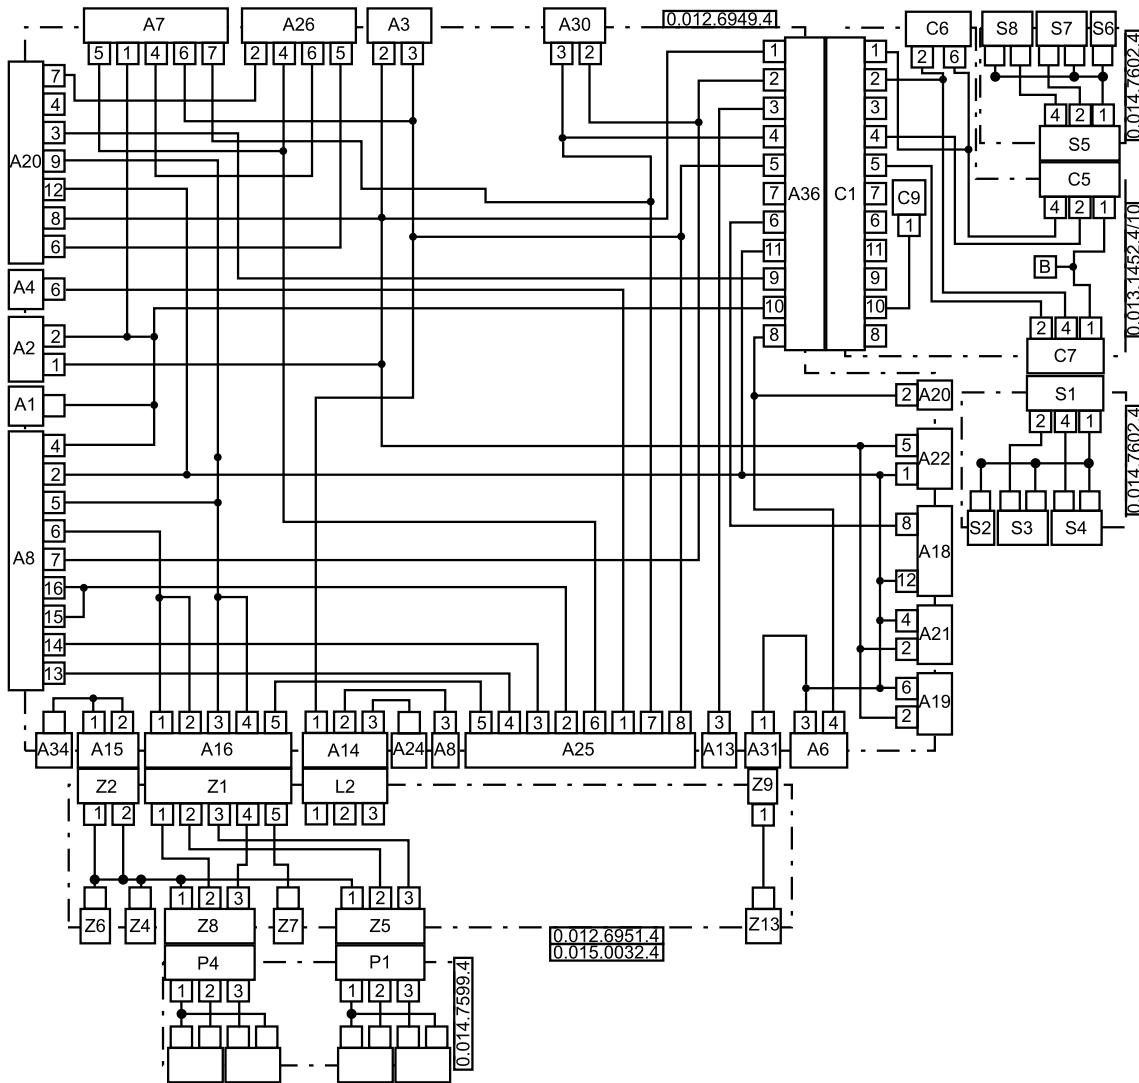 A7 A26 A3 A30 0.012.6949.4 C6 S8 S7 S6
5 1 4 6 7 2 4 6 5 2 3 3 2 2 6
0.014.7602.4
A20
7
4
3
9
12
8
6
A36 C1
1 1
2 2
3 3
4 4
5 5
7 7
6 6
11 11
9 9
10 10
8 8
C9
1
4 2 1
S5
C5
4 2 1
B
0.013.1452.4/10
2 4 1
C7
S1
2 4 1
S2 S3 S4
0.014.7602.4
A4 6
A2
2
1
A1
A8
4
2
5
6
7
16
15
14
13
2 A20
5
1
A22
8
12
A18
4
2
A21
6
2
A19
1 2 1 2 3 4 5 1 2 3 3 5 4 3 2 6 1 7 8 3 1 3 4
A34 A15 A16 A14 A24 A8 A25 A13 A31 A6
Z2 Z1 L2 Z9
1 2 1 2 3 4 5 1 2 3 1
1 2 3 1 2 3
Z6 Z4 Z8 Z7 Z5 Z13
0.012.6951.4
0.015.0032.4
P4 P1
1 2 3 1 2 3
0.014.7599.4